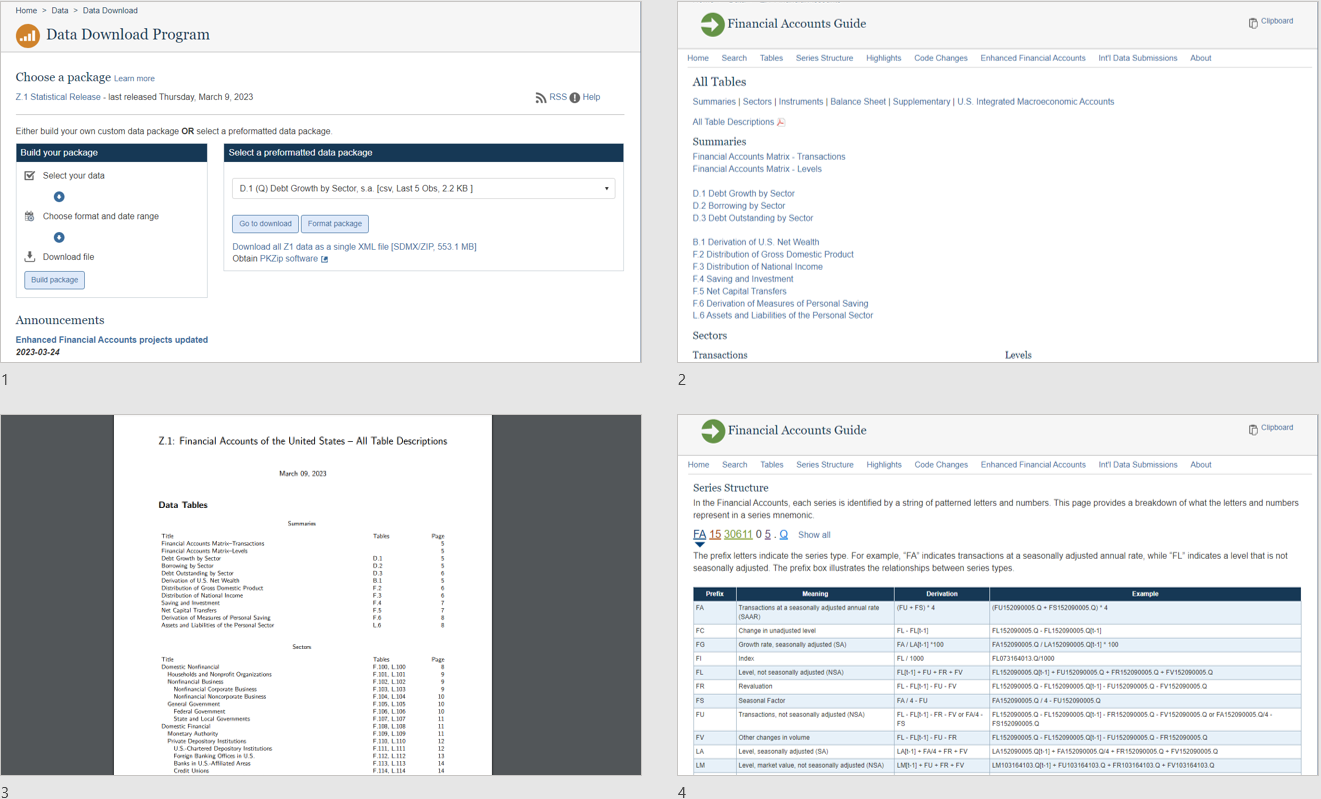 Home > Data > Data Download
Data Download Program
Choose a package Learn more
Z.1 Statistical Release - last released Thursday, March 9, 2023
RSS Help
Either build your own custom data package OR select a preformatted data package.
Build your package
Select your data
Choose format and date range
Download file
Build package
Select a preformatted data package
D.1 (Q) Debt Growth by Sector, s.a. [csv, Last 5 Obs, 2.2 KB ]
Go to download Format package
Download all Z1 data as a single XML file [SDMX/ZIP, 553.1 MB]
Obtain PKZip software
Announcements
Enhanced Financial Accounts projects updated
2023-03-24
1
Financial Accounts Guide
Clipboard
Home Search Tables Series Structure Highlights Code Changes Enhanced Financial Accounts Int'l Data Submissions About
All Tables
Summaries | Sectors | Instruments | Balance Sheet | Supplementary | U.S. Integrated Macroeconomic Accounts
All Table Descriptions
Summaries
Financial Accounts Matrix - Transactions
Financial Accounts Matrix - Levels
D.1 Debt Growth by Sector
D.2 Borrowing by Sector
D.3 Debt Outstanding by Sector
B.1 Derivation of U.S. Net Wealth
F.2 Distribution of Gross Domestic Product
F.3 Distribution of National Income
F.4 Saving and Investment
F.5 Net Capital Transfers
F.6 Derivation of Measures of Personal Saving
L.6 Assets and Liabilities of the Personal Sector
Sectors
Transactions Levels
2
Z.1: Financial Accounts of the United States – All Table Descriptions
March 09, 2023
Data Tables
Summaries
Title Tables Page
Financial Accounts Matrix–Transactions 5
Financial Accounts Matrix–Levels 5
Debt Growth by Sector D.1 5
Borrowing by Sector D.2 5
Debt Outstanding by Sector D.3 6
Derivation of U.S. Net Wealth B.1 5
Distribution of Gross Domestic Product F.2 6
Distribution of National Income F.3 6
Saving and Investment F.4 7
Net Capital Transfers F.5 7
Derivation of Measures of Personal Saving F.6 8
Assets and Liabilities of the Personal Sector L.6 8
Sectors
Title Tables Page
Domestic Nonfinancial F.100, L.100 8
Households and Nonprofit Organizations F.101, L.101 9
Nonfinancial Business F.102, L.102 9
Nonfinancial Corporate Business F.103, L.103 9
Nonfinancial Noncorporate Business F.104, L.104 10
General Government F.105, L.105 10
Federal Government F.106, L.106 10
State and Local Governments F.107, L.107 11
Domestic Financial F.108, L.108 11
Monetary Authority F.109, L.109 11
Private Depository Institutions F.110, L.110 12
U.S.-Chartered Depository Institutions F.111, L.111 12
Foreign Banking Offices in U.S. F.112, L.112 13
Banks in U.S.-Affiliated Areas F.113, L.113 14
Credit Unions F.114, L.114 14
3
Financial Accounts Guide
Clipboard
Home Search Tables Series Structure Highlights Code Changes Enhanced Financial Accounts Int'l Data Submissions About
Series Structure
In the Financial Accounts, each series is identified by a string of patterned letters and numbers. This page provides a breakdown of what the letters and numbers
represent in a series mnemonic.
FA 15 30611 0 5 . Q Show all
The prefix letters indicate the series type. For example, "FA" indicates transactions at a seasonally adjusted annual rate, while "FL" indicates a level that is not
seasonally adjusted. The prefix box illustrates the relationships between series types.
Prefix Meaning Derivation Example
FA Transactions at a seasonally adjusted annual rate (FU + FS) * 4 (FU152090005.Q + FS152090005.Q) * 4
(SAAR)
FC Change in unadjusted level FL - FL[t-1] FL152090005.Q - FL152090005.Q[t-1]
FG Growth rate, seasonally adjusted (SA) FA / LA[t-1] *100 FA152090005.Q / LA152090005.Q[t-1] * 100
FI Index FL / 1000 FL073164013.Q/1000
FL Level, not seasonally adjusted (NSA) FL[t-1] + FU + FR + FV FL152090005.Q[t-1] + FU152090005.Q + FR152090005.Q + FV152090005.Q
FR Revaluation FL - FL[t-1] - FU - FV FL152090005.Q - FL152090005.Q[t-1] - FU152090005.Q - FV152090005.Q
FS Seasonal Factor FA / 4 - FU FA152090005.Q / 4 - FU152090005.Q
FU Transactions, not seasonally adjusted (NSA) FL - FL[t-1] - FR - FV or FA/4 - FL152090005.Q - FL152090005.Q[t-1] - FR152090005.Q - FV152090005.Q or FA152090005.Q/4 -
FS FS152090005.Q
FV Other changes in volume FL - FL[t-1] - FU - FR FL152090005.Q - FL152090005.Q[t-1] - FU152090005.Q - FR152090005.Q
LA Level, seasonally adjusted (SA) LA[t-1] + FA/4 + FR + FV LA152090005.Q[t-1] + FA152090005.Q/4 + FR152090005.Q + FV152090005.Q
LM Level, market value, not seasonally adjusted (NSA) LM[t-1] + FU + FR + FV LM103164103.Q[t-1] + FU103164103.Q + FR103164103.Q + FV103164103.Q
4